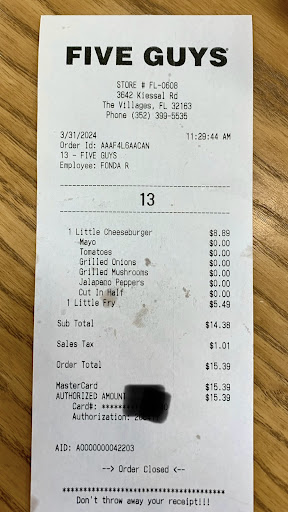 FIVE GUYS
STORE # FL-0608
3642 Kiessel Rd
The Villages, FL 32163
Phone (352) 399-5535
3/31/2024 11:29:44 AM
Order Id: AAAF4L6AACAN
13 - FIVE GUYS
Employee: FONDA R
13
1 Little Cheeseburger $8.89
Mayo $0.00
Tomatoes $0.00
Grilled Onions $0.00
Grilled Mushrooms $0.00
Jalapeno Peppers $0.00
Cut In Half $0.00
1 Little Fry $5.49
Sub Total $14.38
Sales Tax $1.01
Order Total $15.39
MasterCard $15.39
AUTHORIZED AMOUNT $15.39
Card#:
Authorization:
AID: A0000000042203
--> Order Closed <--
Don't throw away your receipt!!!